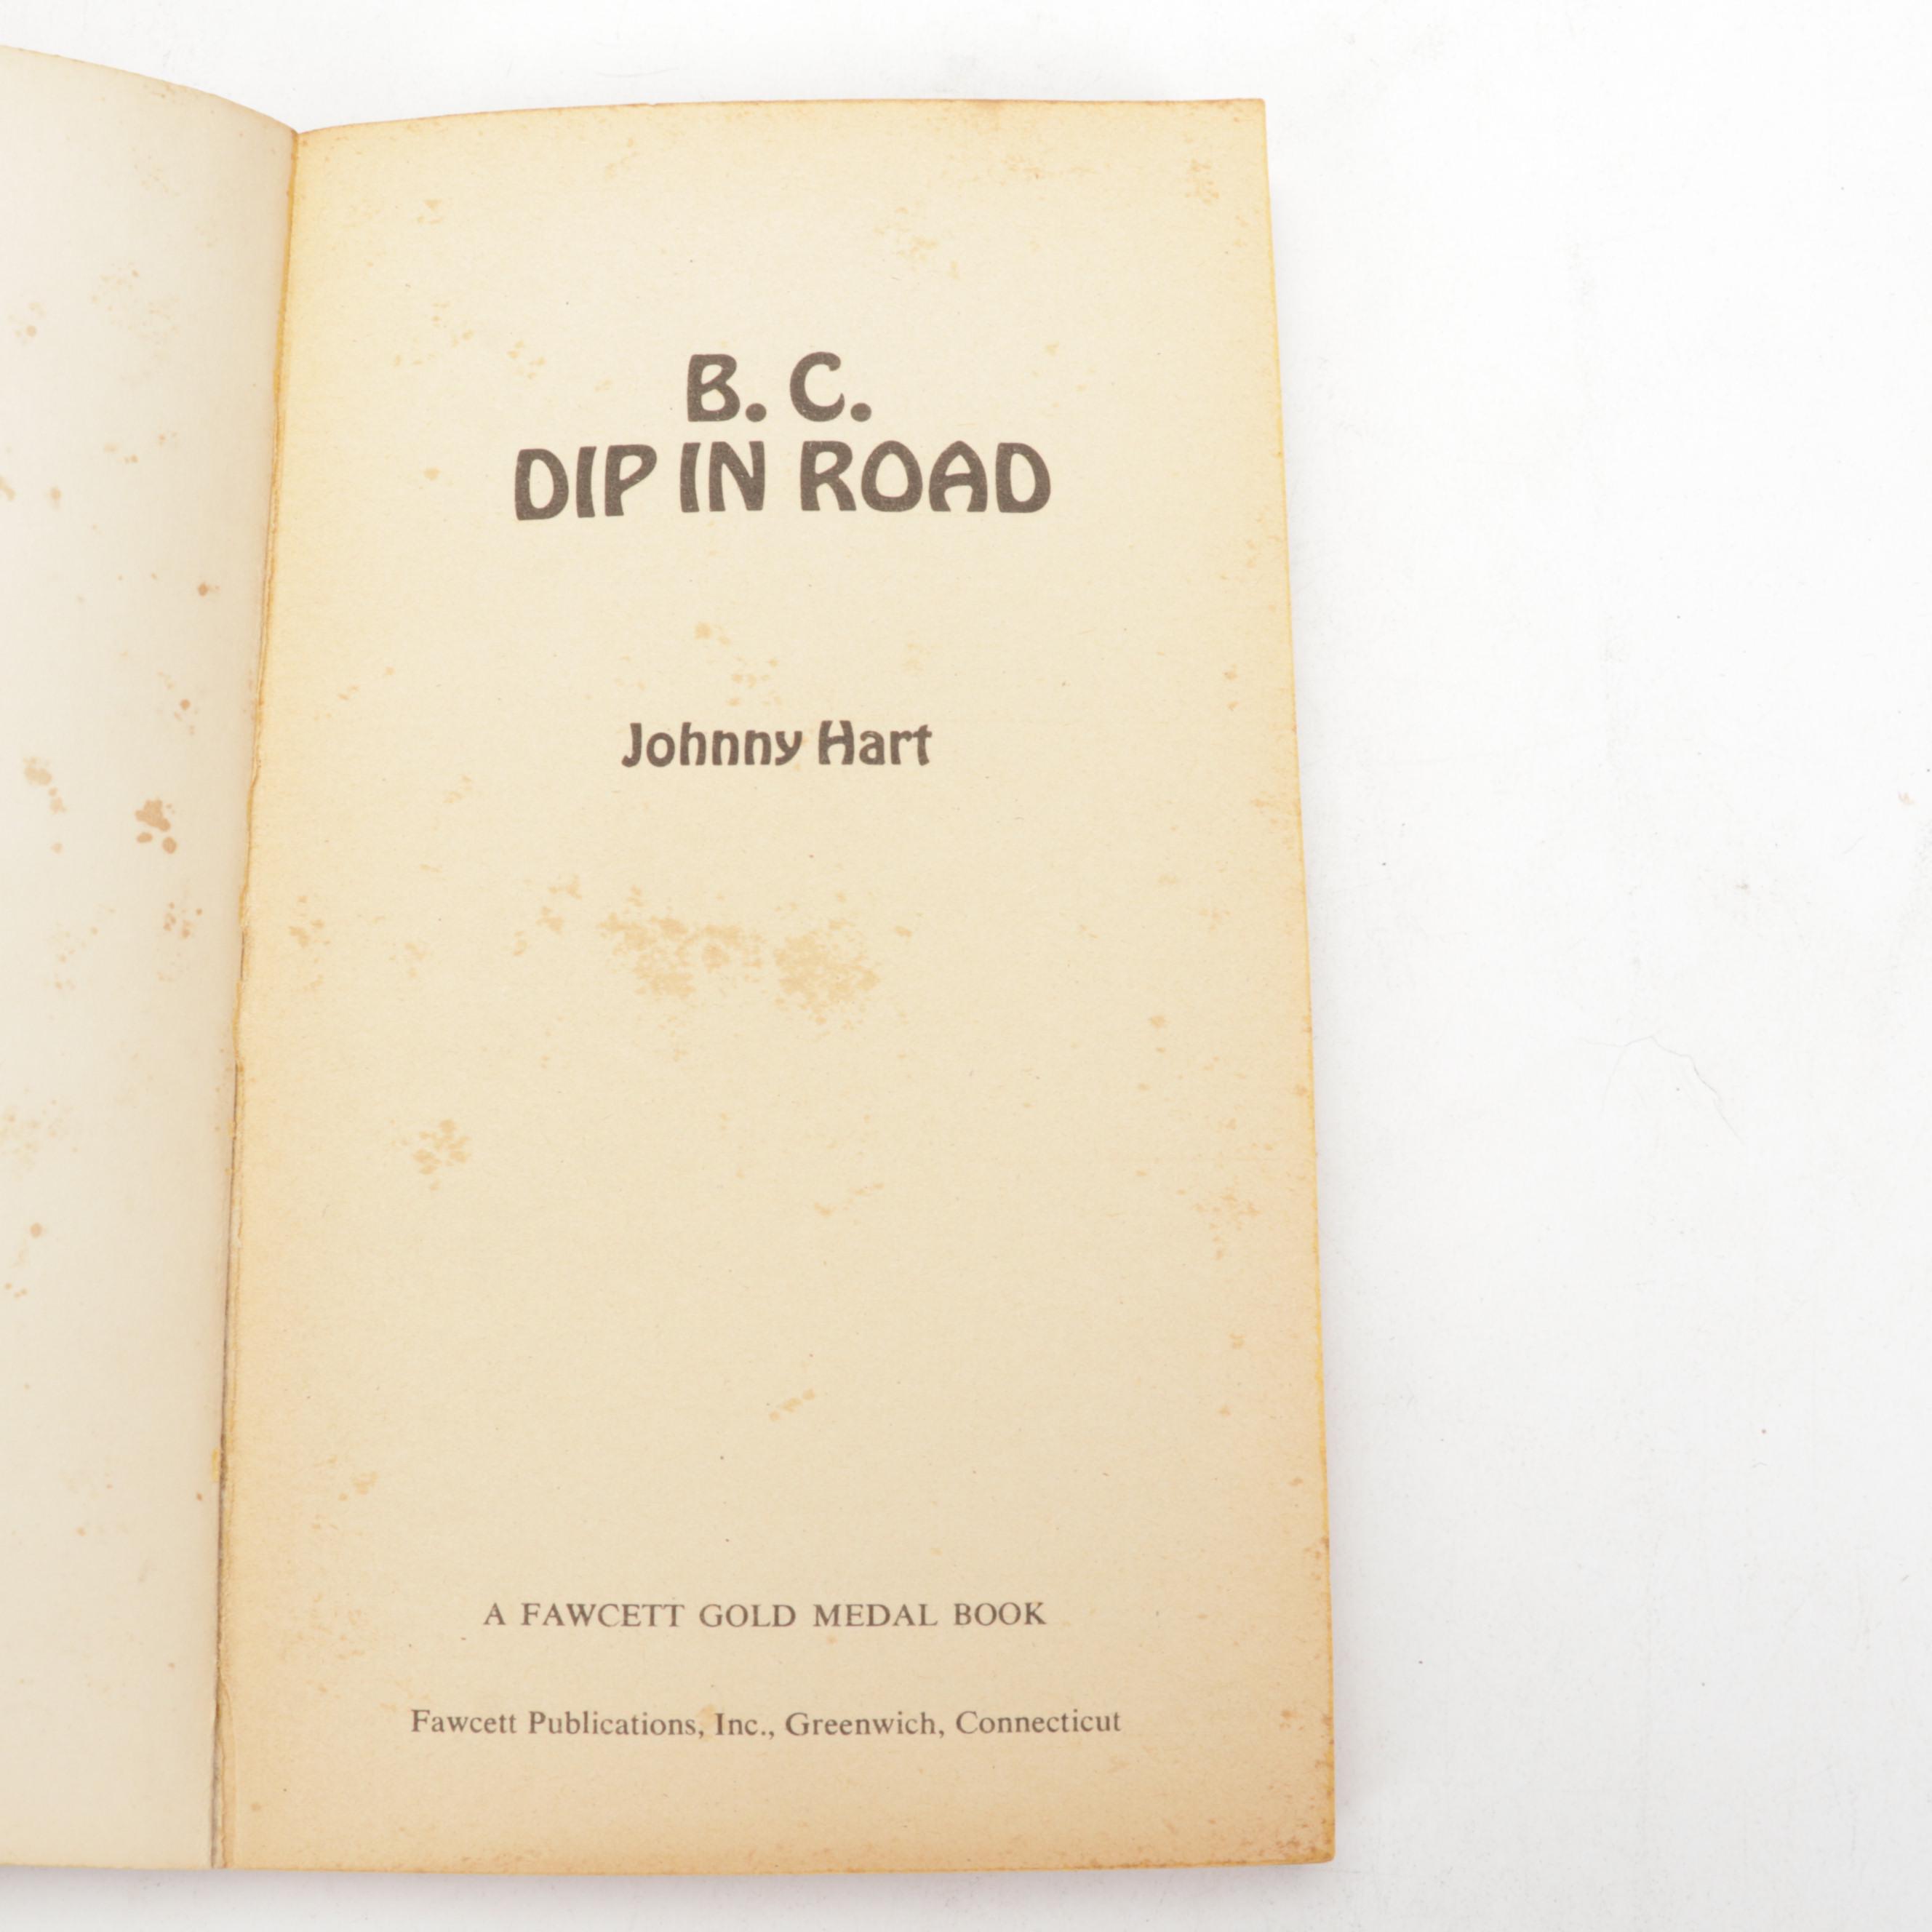 B. C.
DIP IN ROAD
Johnny Hart
A FAWCETT GOLD MEDAL BOOK
Fawcett Publications, Inc., Greenwich, Connecticut